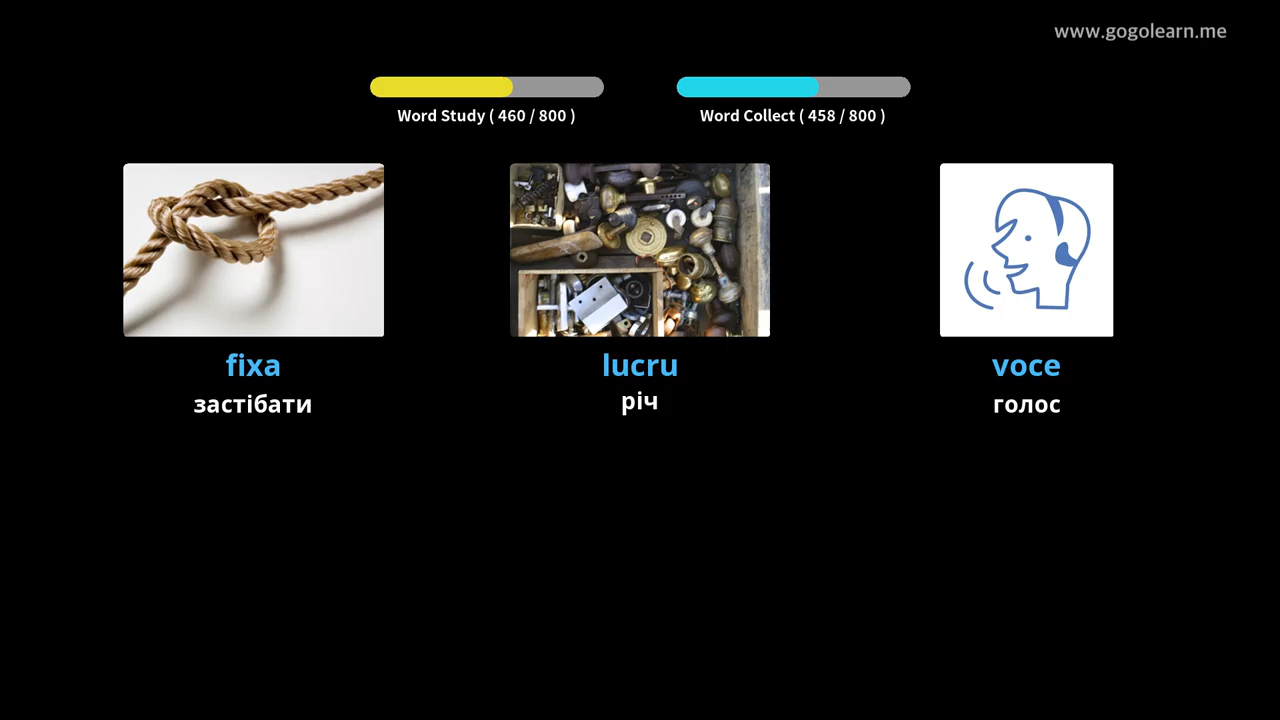 www.gogolearn.me
Word Study ( 460 / 800 )
Word Collect ( 458 / 800 )
fixa
застібати
lucru
річ
voce
голос